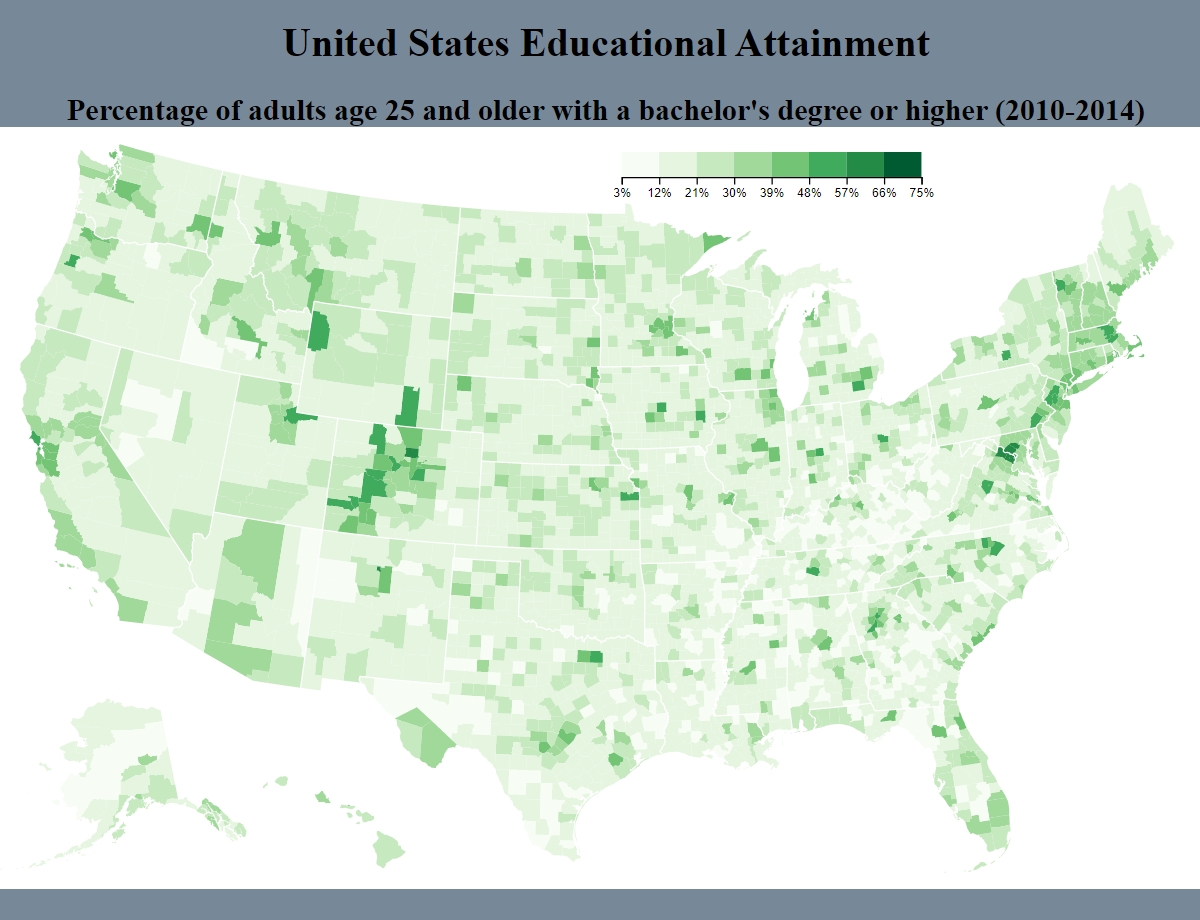 United States Educational Attainment
Percentage of adults age 25 and older with a bachelor's degree or higher (2010-2014)
3% 12% 21% 30% 39% 48% 57% 66% 75%